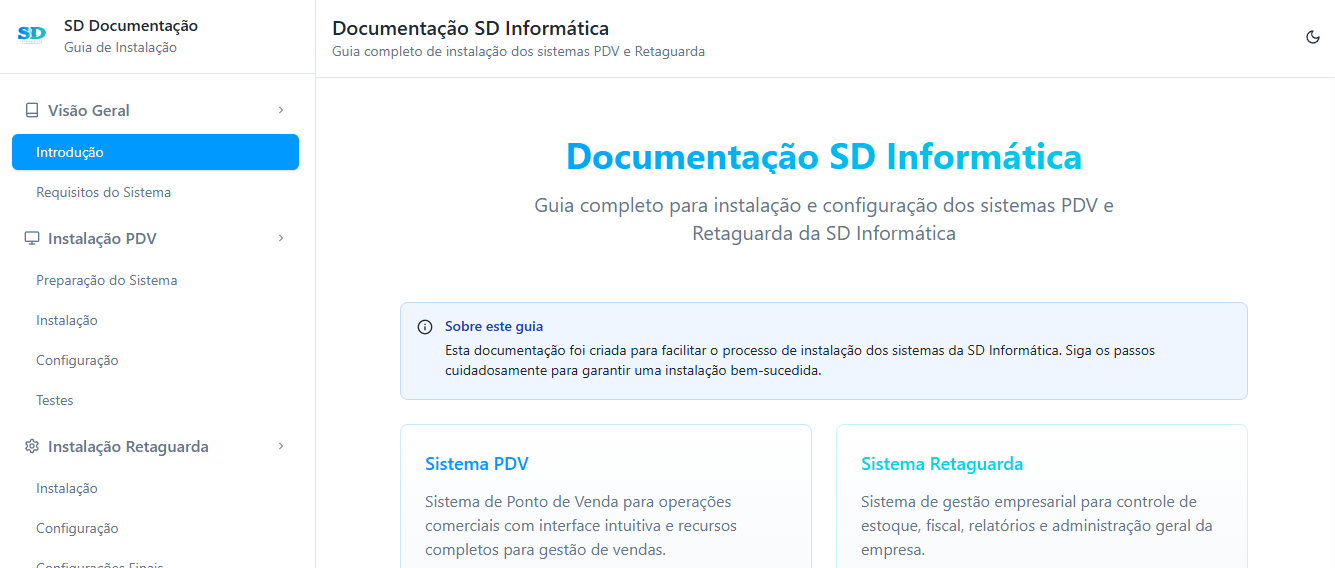 SD
SD Documentação
Guia de Instalação
Visão Geral
Introdução
Requisitos do Sistema
Instalação PDV
Preparação do Sistema
Instalação
Configuração
Testes
Instalação Retaguarda
Instalação
Configuração
Configurações Finais
Documentação SD Informática
Guia completo de instalação dos sistemas PDV e Retaguarda
Documentação SD Informática
Guia completo para instalação e configuração dos sistemas PDV e
Retaguarda da SD Informática
Sobre este guia
Esta documentação foi criada para facilitar o processo de instalação dos sistemas da SD Informática. Siga os passos
cuidadosamente para garantir uma instalação bem-sucedida.
Sistema PDV
Sistema de Ponto de Venda para operações
comerciais com interface intuitiva e recursos
completos para gestão de vendas.
Sistema Retaguarda
Sistema de gestão empresarial para controle de
estoque, fiscal, relatórios e administração geral da
empresa.